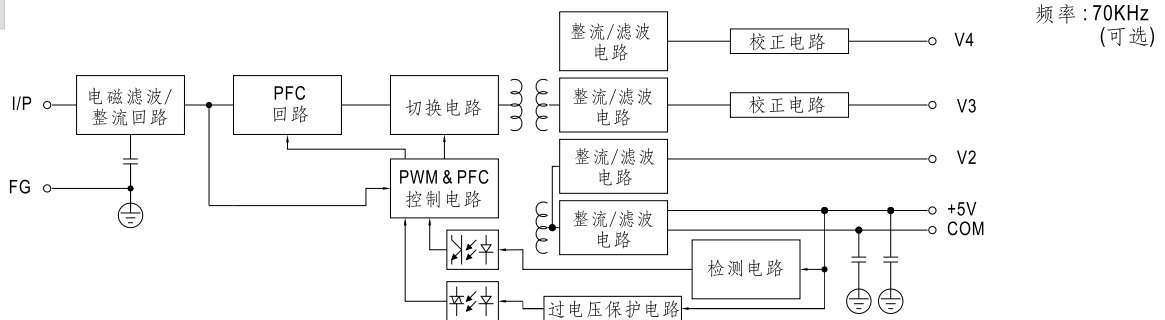 频率 : 70KHz
(可选)
整流/滤波
电路
校正电路
V4
I/P
电磁滤波/
整流回路
PFC
回路
切换电路
整流/滤波
电路
校正电路
V3
整流/滤波
电路
V2
FG
PWM & PFC
控制电路
整流/滤波
电路
+5V
COM
检测电路
过电压保护电路